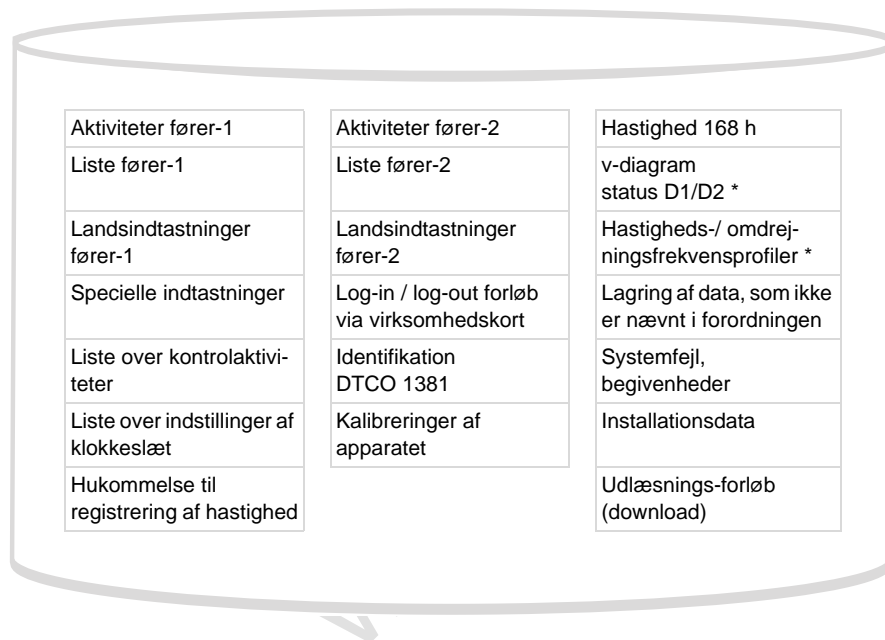 Aktiviteter fører-1
Liste fører-1
Landsindtastninger
fører-1
Specielle indtastninger
Liste over kontrolaktivi-
teter
Liste over indstillinger af
klokkeslæt
Hukommelse til
registrering af hastighed
Aktiviteter fører-2
Liste fører-2
Landsindtastninger
fører-2
Log-in / log-out forløb
via virksomhedskort
Identifikation
DTCO 1381
Kalibreringer af
apparatet
Hastighed 168 h
v-diagram
status D1/D2 *
Hastigheds-/ omdrej-
ningsfrekvensprofiler *
Lagring af data, som ikke
er nævnt i forordningen
Systemfejl,
begivenheder
Installationsdata
Udlæsnings-forløb
(download)